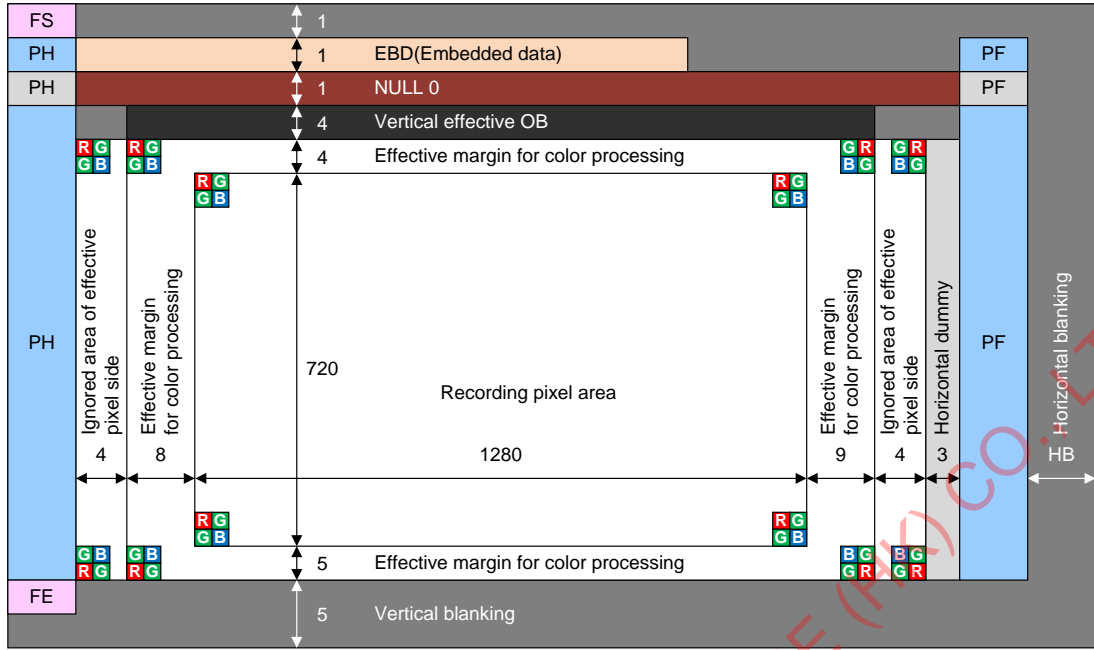 FS
1
PH
1
EBD(Embedded data)
PF
PH
1
NULL 0
PF
4
Vertical effective OB
R G
G B
R G
G B
4
Effective margin for color processing
G R
B G
G R
B G
R G
G B
R G
G B
PH
Ignored area of effective
pixel side
4
Effective margin
for color processing
8
720
Recording pixel area
1280
Effective margin
for color processing
9
Ignored area of effective
pixel side
4
Horizontal dummy
3
PF
Horizontal blanking
HB
R G
G B
R G
G B
G B
R G
G B
R G
5
Effective margin for color processing
B G
G R
B G
G R
FE
5
Vertical blanking
(HK) CO.,